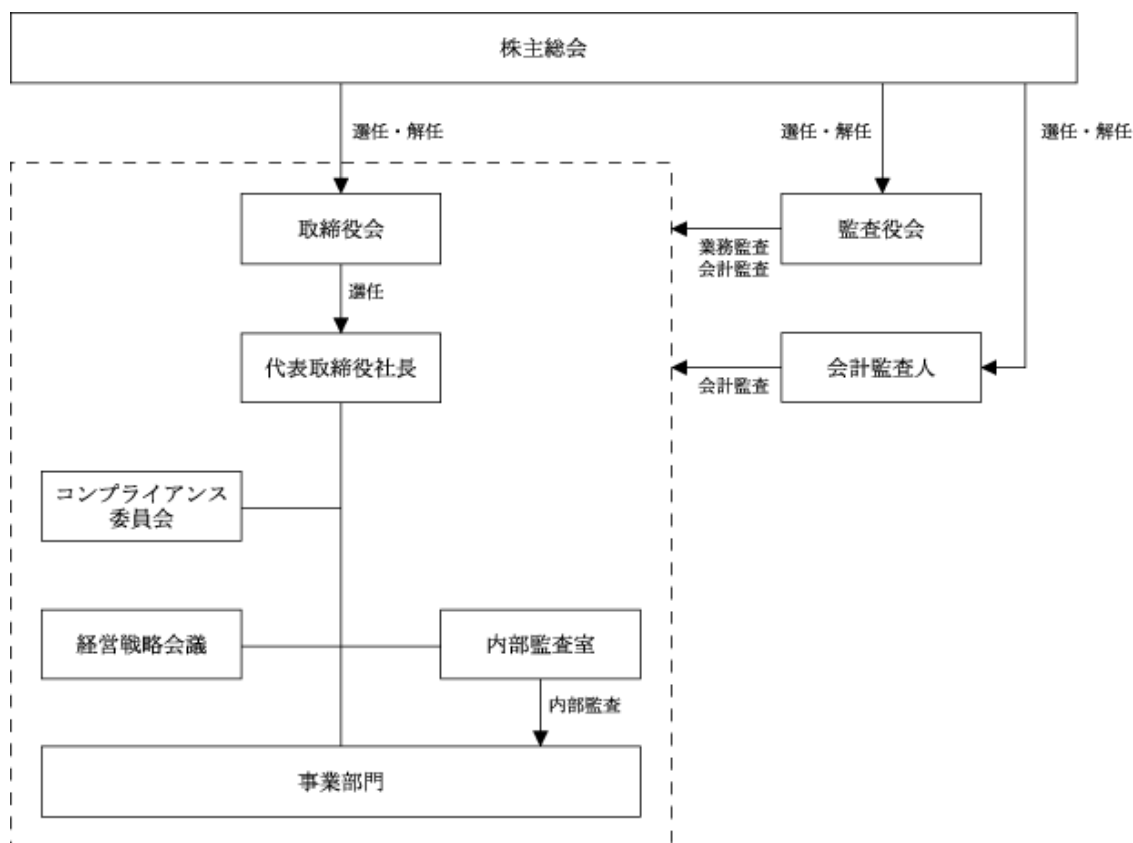 株主総会
選任・解任
選任・解任
選任・解任
取締役会
監査役会
業務監査
会計監査
選任
代表取締役社長
会計監査人
会計監査
コンプライアンス
委員会
経営戦略会議
内部監査室
内部監査
事業部門